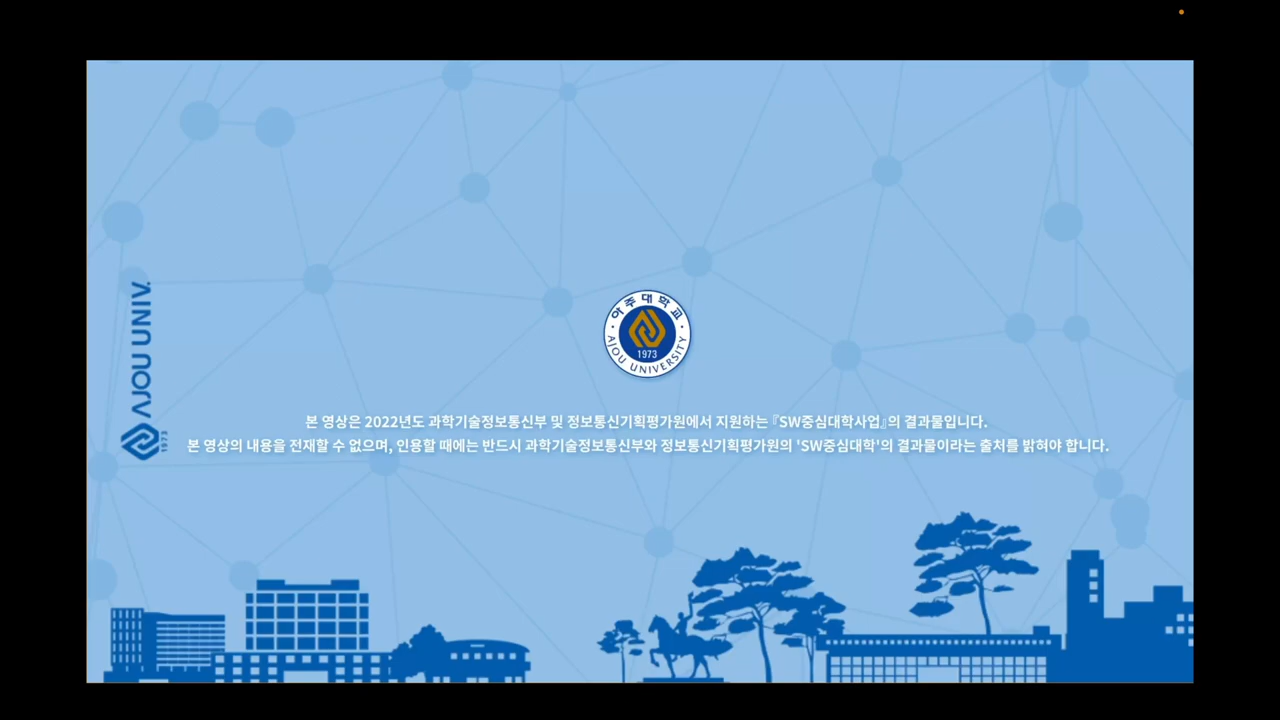 아주대학교
1973
AJOU UNIVERSITY
AJOU UNIV.
1973
본 영상은 2022년도 과학기술정보통신부 및 정보통신기획평가원에서 지원하는 『SW중심대학사업』의 결과물입니다.
본 영상의 내용을 전재할 수 없으며, 인용할 때에는 반드시 과학기술정보통신부와 정보통신기획평가원의 'SW중심대학'의 결과물이라는 출처를 밝혀야 합니다.